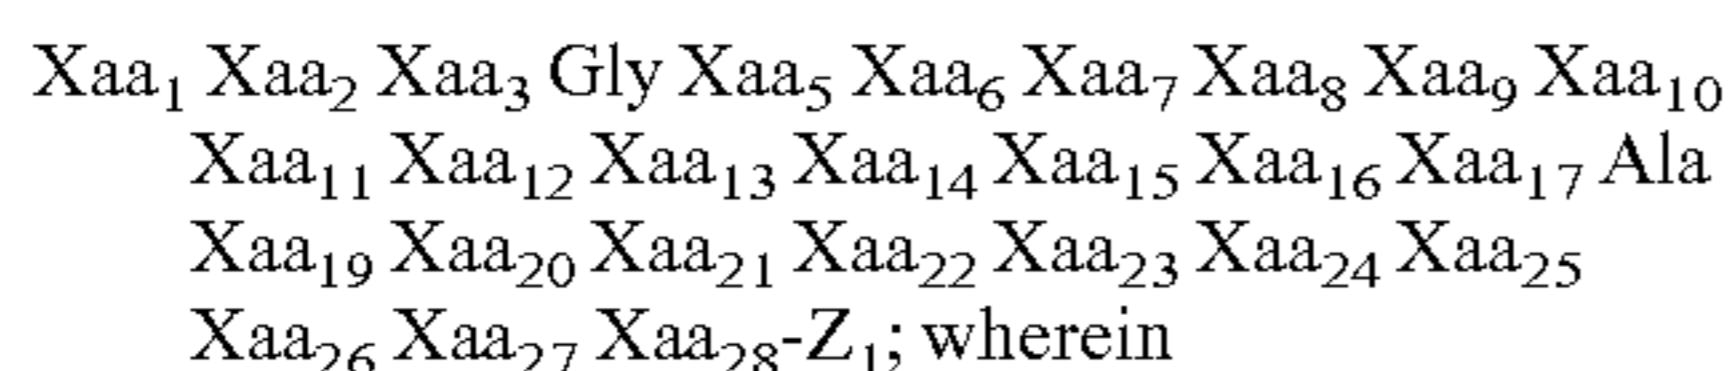 Xaa₁ Xaa₂ Xaa₃ Gly Xaa₅ Xaa₆ Xaa₇ Xaa₈ Xaa₉ Xaa₁₀
Xaa₁₁ Xaa₁₂ Xaa₁₃ Xaa₁₄ Xaa₁₅ Xaa₁₆ Xaa₁₇ Ala
Xaa₁₉ Xaa₂₀ Xaa₂₁ Xaa₂₂ Xaa₂₃ Xaa₂₄ Xaa₂₅
Xaa₂₆ Xaa₂₇ Xaa₂₈-Z₁; wherein